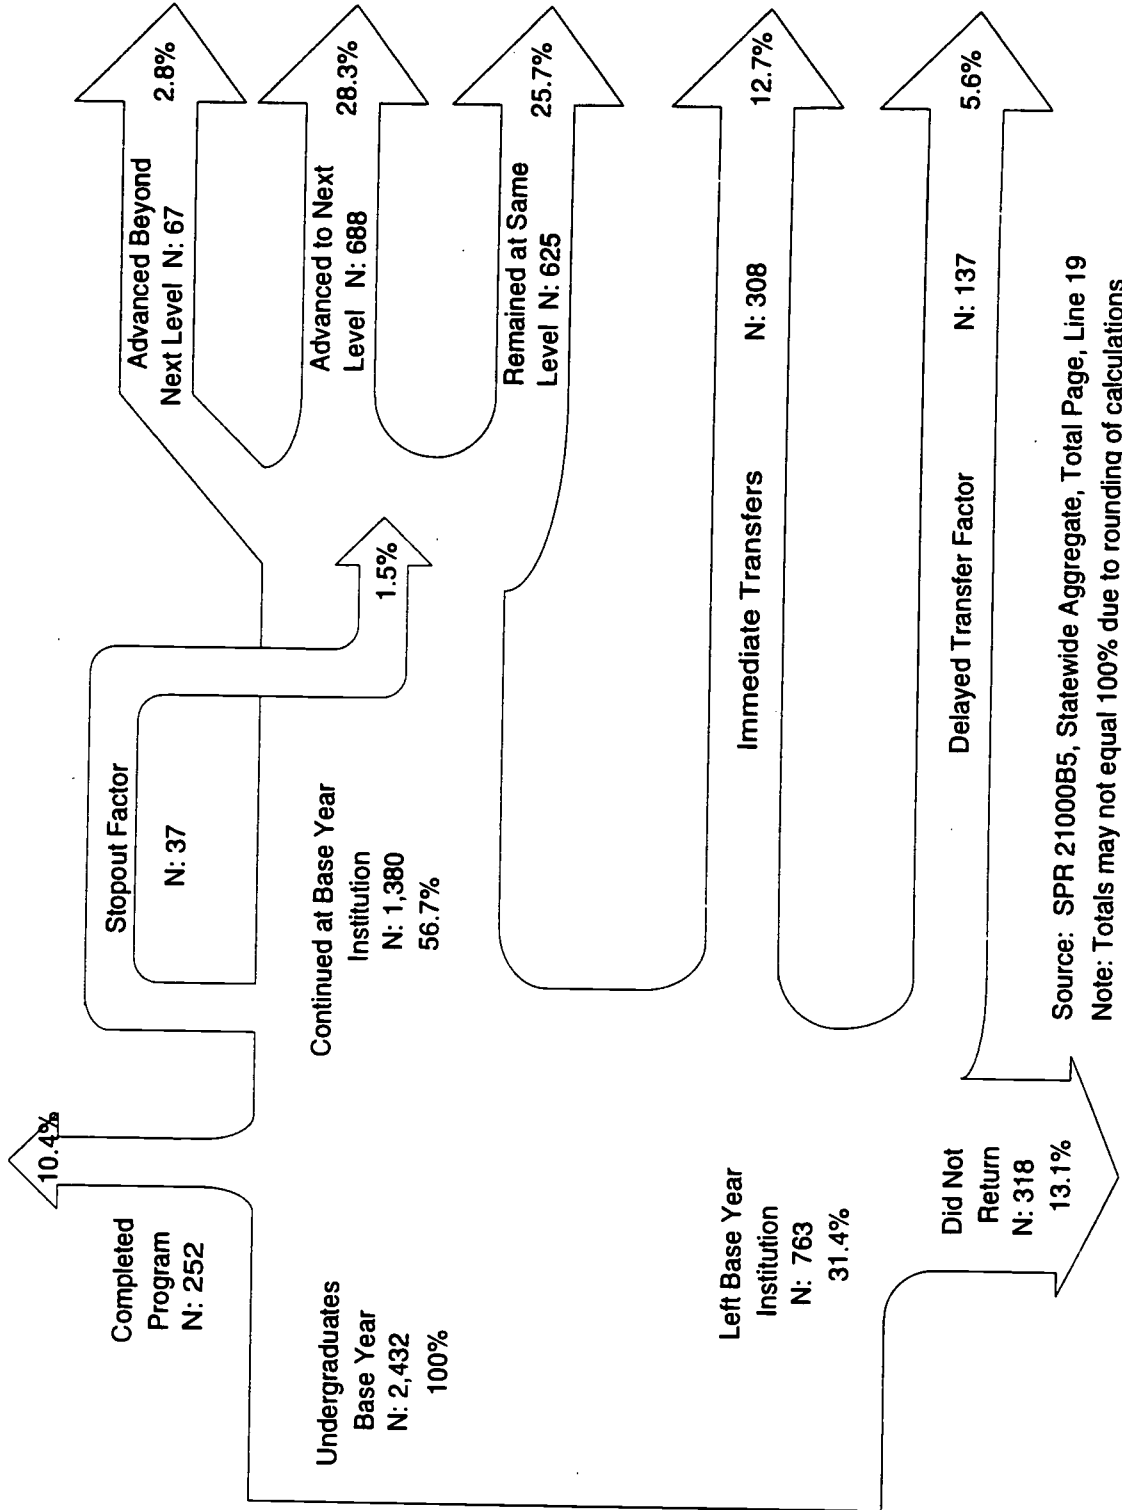 Completed
Program
N: 252
10.4%
Stopout Factor
N: 37
1.5%
Advanced Beyond
Next Level N: 67
2.8%
Undergraduates
Base Year
N: 2,432
100%
Continued at Base Year
Institution
N: 1,380
56.7%
Advanced to Next
Level N: 688
28.3%
Remained at Same
Level N: 625
25.7%
Left Base Year
Institution
N: 763
31.4%
Immediate Transfers N: 308
12.7%
Did Not
Return
N: 318
13.1%
Delayed Transfer Factor N: 137
5.6%
Source: SPR 21000B5, Statewide Aggregate, Total Page, Line 19
Note: Totals may not equal 100% due to rounding of calculations